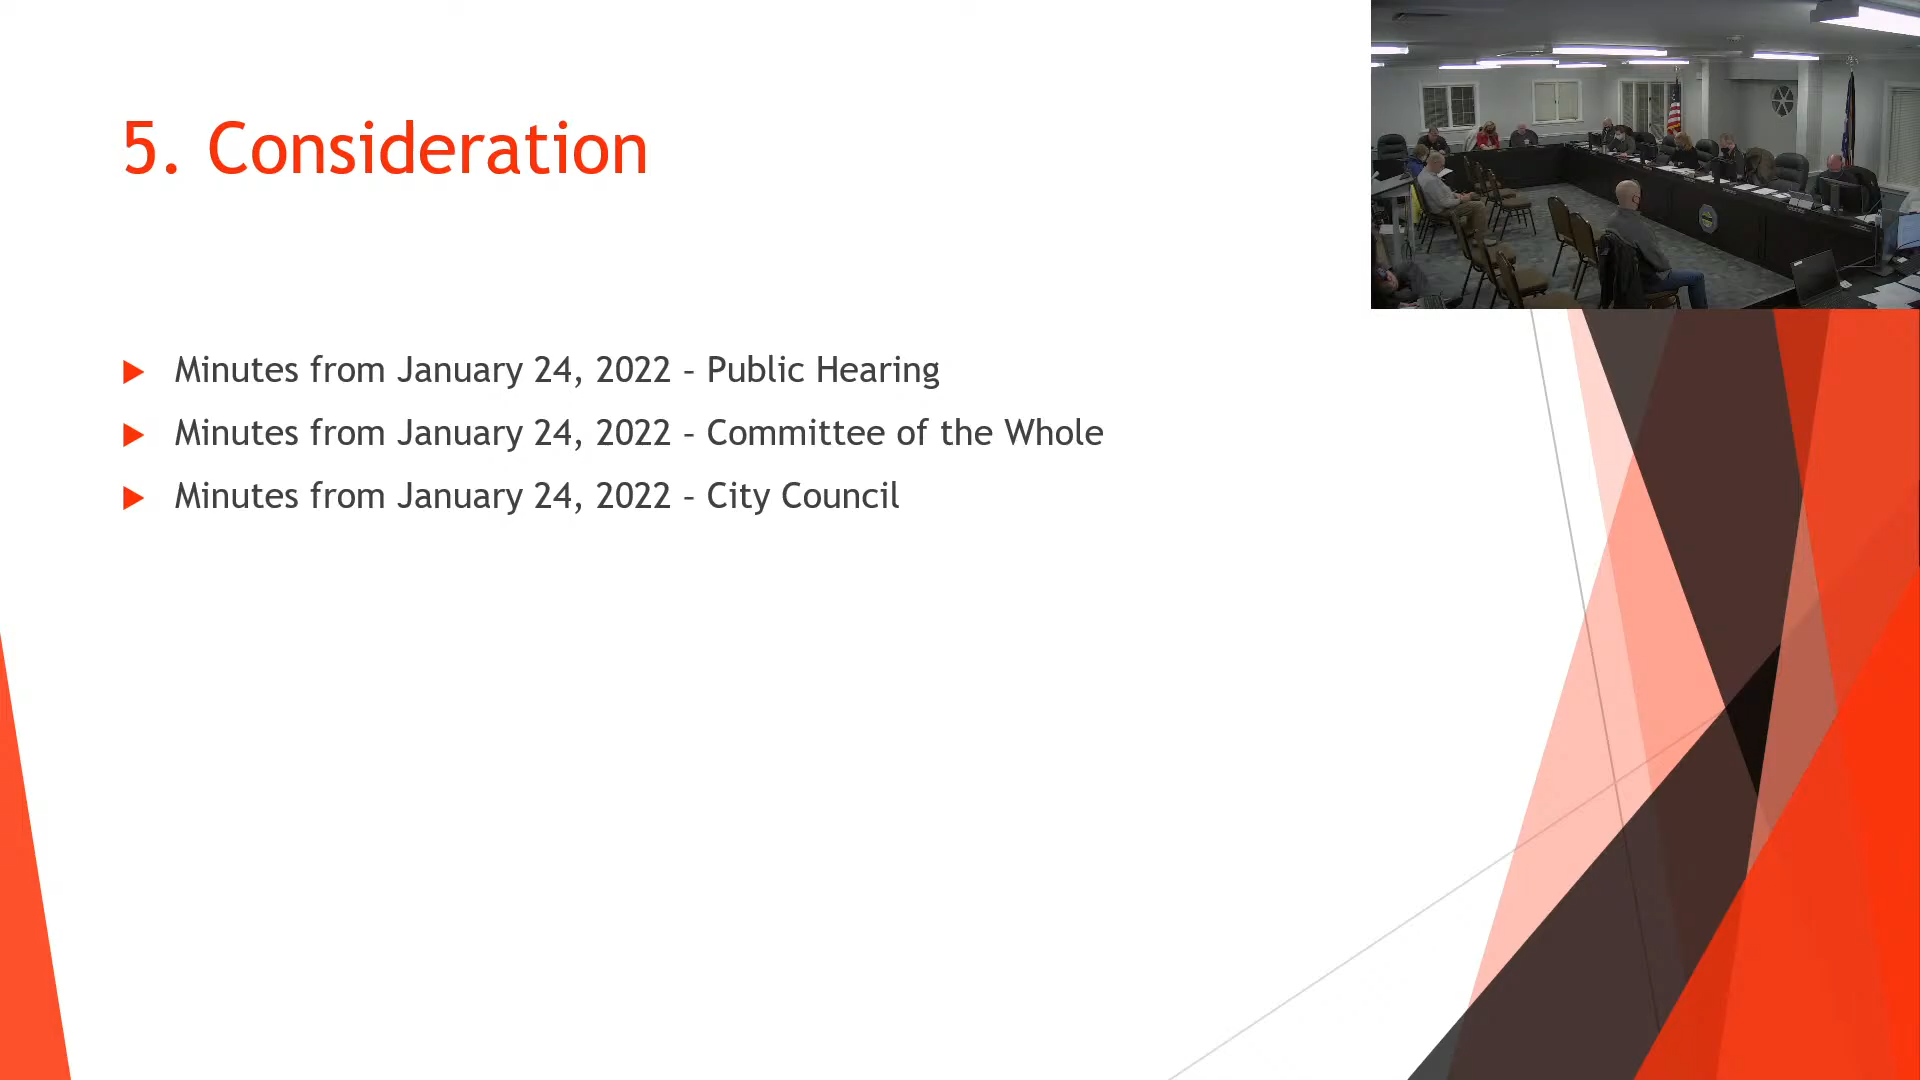 5. Consideration
Minutes from January 24, 2022 – Public Hearing
Minutes from January 24, 2022 – Committee of the Whole
Minutes from January 24, 2022 – City Council